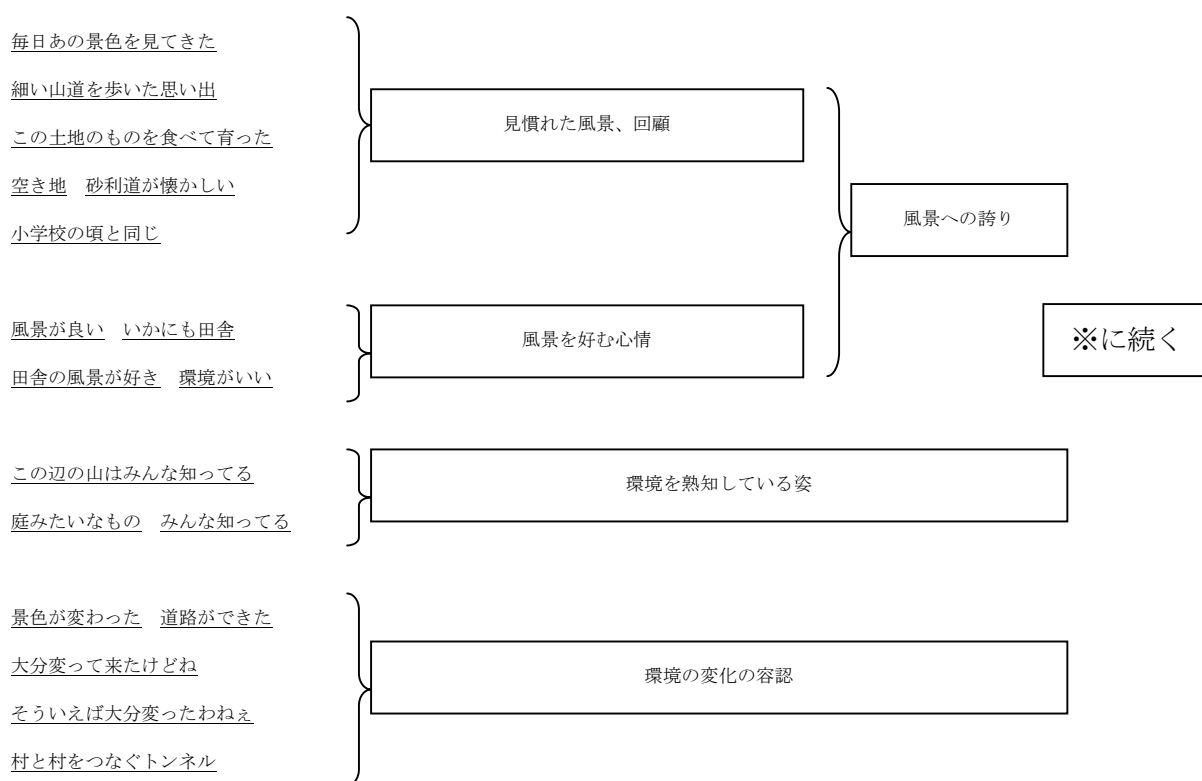 毎日あの景色を見てきた
細い山道を歩いた思い出
この土地のものを食べて育った
空き地　砂利道が懐かしい
小学校の頃と同じ
見慣れた風景、回顧
風景が良い　いかにも田舎
田舎の風景が好き　環境がいい
風景を好む心情
風景への誇り
※に続く
この辺の山はみんな知ってる
庭みたいなもの　みんな知ってる
環境を熟知している姿
景色が変わった　道路ができた
大分変って来たけどね
そういえば大分変ったわねぇ
村と村をつなぐトンネル
環境の変化の容認